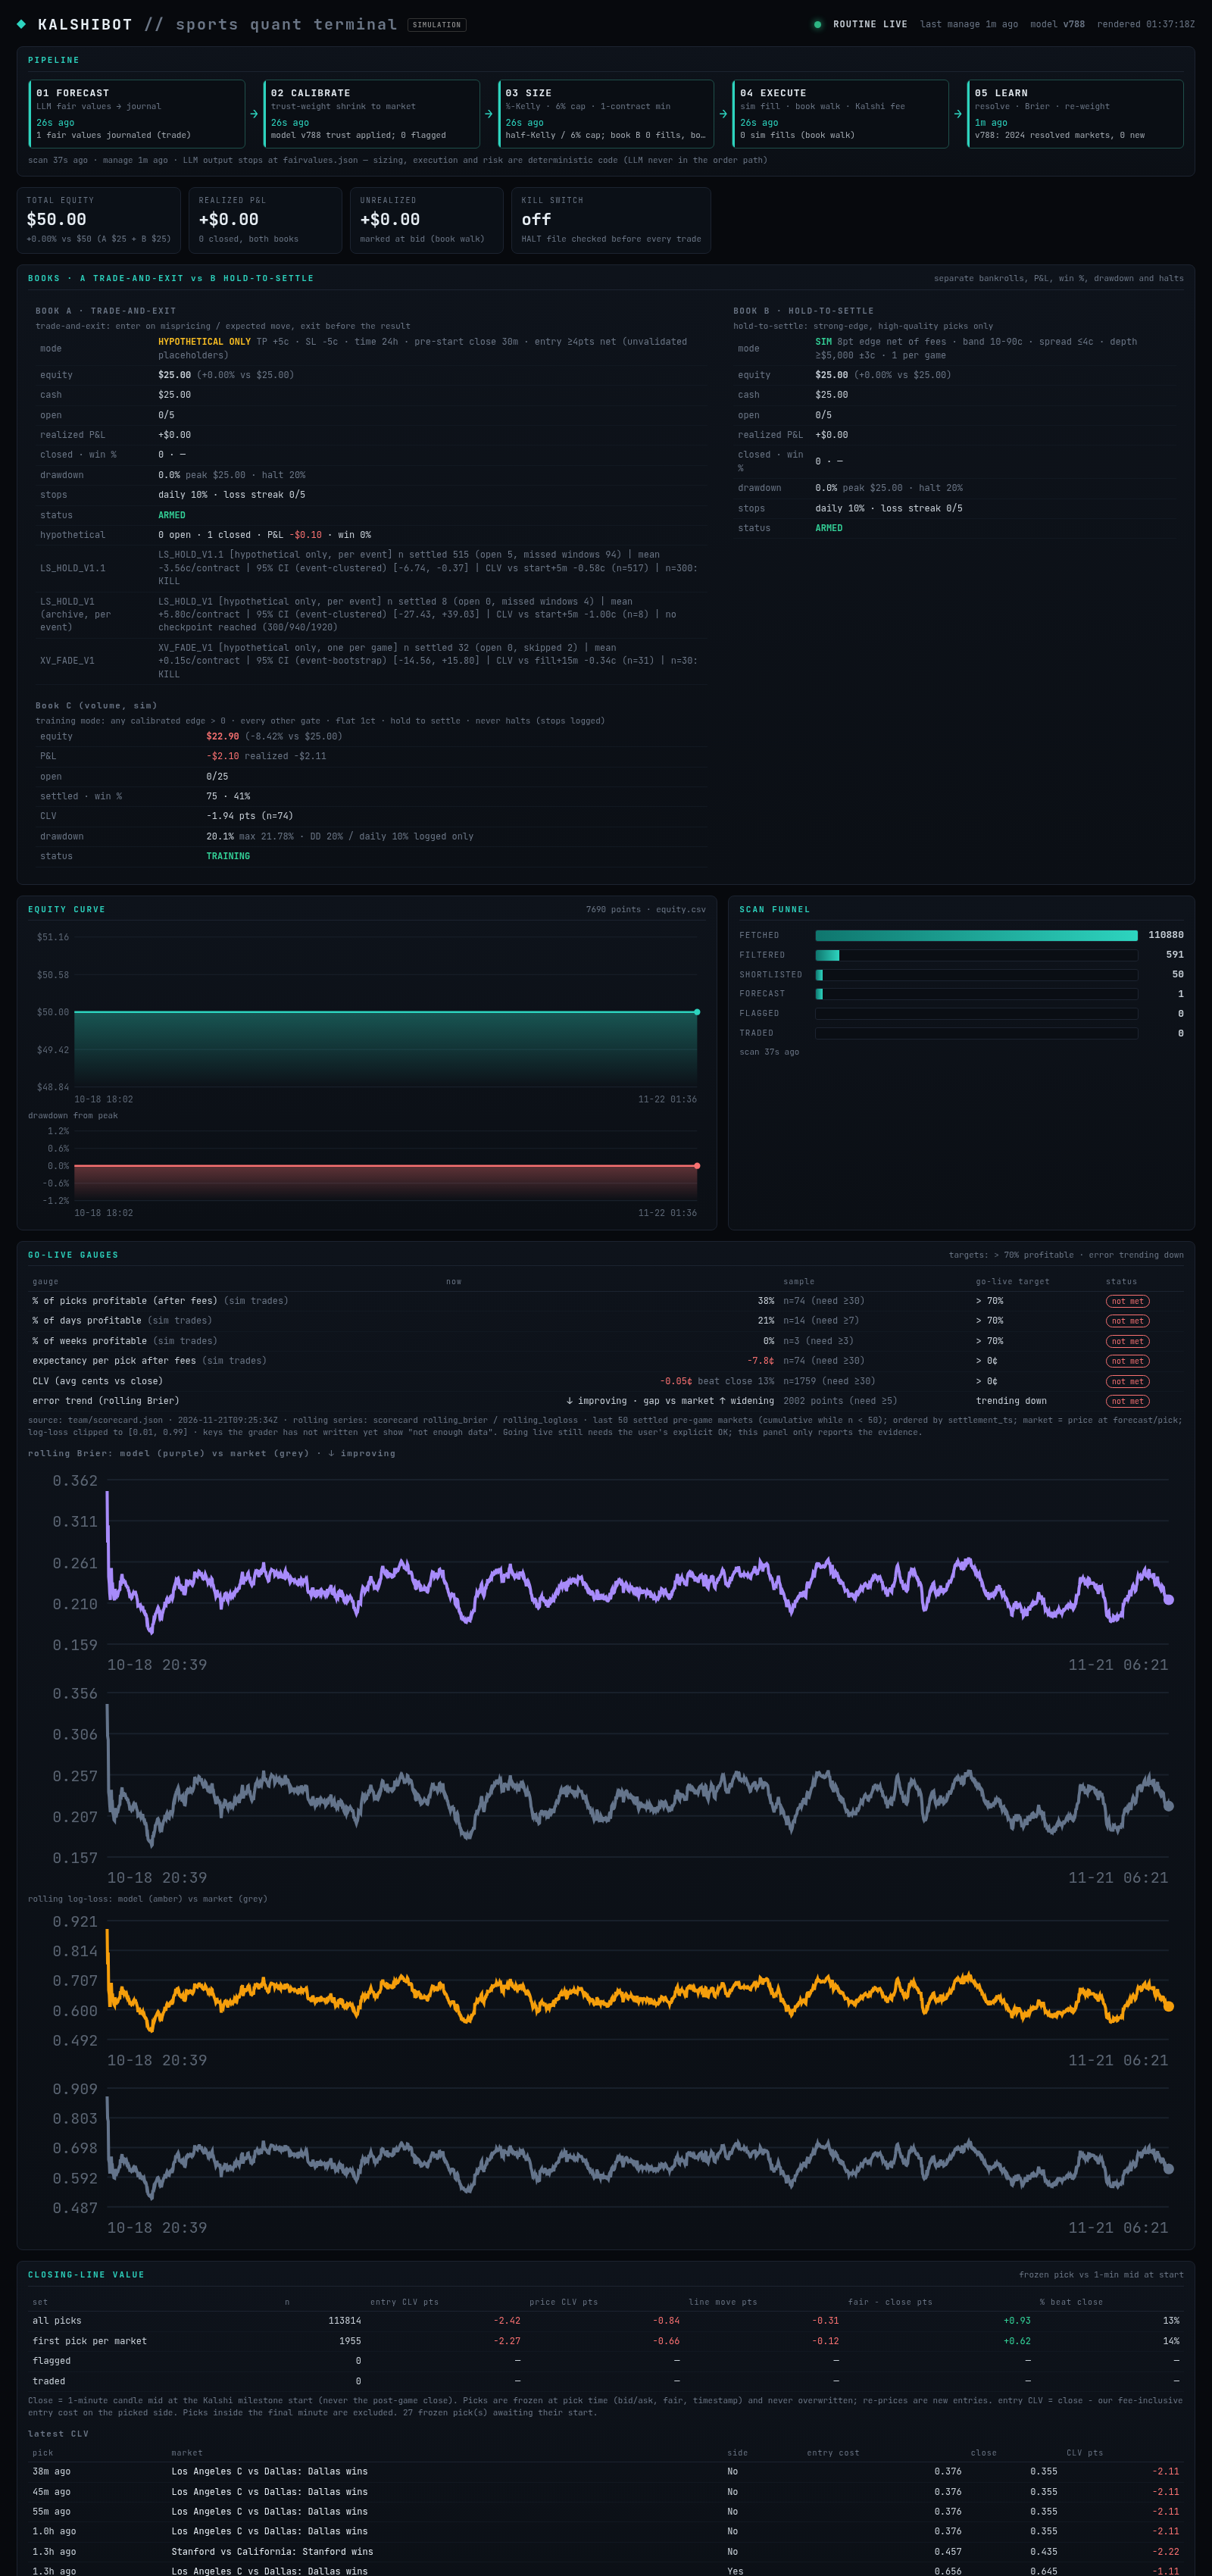 ◆ KALSHIBOT // sports quant terminal SIMULATION
ROUTINE LIVE last manage 1m ago model v788 rendered 01:37:18Z
PIPELINE
01 FORECAST
LLM fair values → journal
26s ago
1 fair values journaled (trade)
→
02 CALIBRATE
trust-weight shrink to market
26s ago
model v788 trust applied; 0 flagged
→
03 SIZE
½-Kelly · 6% cap · 1-contract min
26s ago
half-Kelly / 6% cap; book B 0 fills, bo…
→
04 EXECUTE
sim fill · book walk · Kalshi fee
26s ago
0 sim fills (book walk)
→
05 LEARN
resolve · Brier · re-weight
1m ago
v788: 2024 resolved markets, 0 new
scan 37s ago · manage 1m ago · LLM output stops at fairvalues.json — sizing, execution and risk are deterministic code (LLM never in the order path)
TOTAL EQUITY
$50.00
+0.00% vs $50 (A $25 + B $25)
REALIZED P&L
+$0.00
0 closed, both books
UNREALIZED
+$0.00
marked at bid (book walk)
KILL SWITCH
off
HALT file checked before every trade
BOOKS · A TRADE-AND-EXIT vs B HOLD-TO-SETTLE
separate bankrolls, P&L, win %, drawdown and halts
BOOK A · TRADE-AND-EXIT
trade-and-exit: enter on mispricing / expected move, exit before the result
mode HYPOTHETICAL ONLY TP +5c · SL -5c · time 24h · pre-start close 30m · entry ≥4pts net (unvalidated
placeholders)
equity $25.00 (+0.00% vs $25.00)
cash $25.00
open 0/5
realized P&L +$0.00
closed · win % 0 · —
drawdown 0.0% peak $25.00 · halt 20%
stops daily 10% · loss streak 0/5
status ARMED
hypothetical 0 open · 1 closed · P&L -$0.10 · win 0%
LS_HOLD_V1.1 LS_HOLD_V1.1 [hypothetical only, per event] n settled 515 (open 5, missed windows 94) | mean
-3.56c/contract | 95% CI (event-clustered) [-6.74, -0.37] | CLV vs start+5m -0.58c (n=517) | n=300:
KILL
LS_HOLD_V1 (archive, per event) LS_HOLD_V1 [hypothetical only, per event] n settled 8 (open 0, missed windows 4) | mean
+5.80c/contract | 95% CI (event-clustered) [-27.43, +39.03] | CLV vs start+5m -1.00c (n=8) | no
checkpoint reached (300/940/1920)
XV_FADE_V1 XV_FADE_V1 [hypothetical only, one per game] n settled 32 (open 0, skipped 2) | mean
+0.15c/contract | 95% CI (event-bootstrap) [-14.56, +15.80] | CLV vs fill+15m -0.34c (n=31) | n=30:
KILL
BOOK B · HOLD-TO-SETTLE
hold-to-settle: strong-edge, high-quality picks only
mode SIM 8pt edge net of fees · band 10-90c · spread ≤4c · depth
≥$5,000 ±3c · 1 per game
equity $25.00 (+0.00% vs $25.00)
cash $25.00
open 0/5
realized P&L +$0.00
closed · win % 0 · —
drawdown 0.0% peak $25.00 · halt 20%
stops daily 10% · loss streak 0/5
status ARMED
Book C (volume, sim)
training mode: any calibrated edge > 0 · every other gate · flat 1ct · hold to settle · never halts (stops logged)
equity $22.90 (-8.42% vs $25.00)
P&L -$2.10 realized -$2.11
open 0/25
settled · win % 75 · 41%
CLV -1.94 pts (n=74)
drawdown 20.1% max 21.78% · DD 20% / daily 10% logged only
status TRAINING
EQUITY CURVE
7690 points · equity.csv
$51.16
$50.58
$50.00
$49.42
$48.84
10-18 18:02 11-22 01:36
drawdown from peak
1.2%
0.6%
0.0%
-0.6%
-1.2%
10-18 18:02 11-22 01:36
SCAN FUNNEL
FETCHED 110880
FILTERED 591
SHORTLISTED 50
FORECAST 1
FLAGGED 0
TRADED 0
scan 37s ago
GO-LIVE GAUGES
targets: > 70% profitable · error trending down
gauge now sample go-live target status
% of picks profitable (after fees) (sim trades) 38% n=74 (need ≥30) > 70% not met
% of days profitable (sim trades) 21% n=14 (need ≥7) > 70% not met
% of weeks profitable (sim trades) 0% n=3 (need ≥3) > 70% not met
expectancy per pick after fees (sim trades) -7.8¢ n=74 (need ≥30) > 0¢ not met
CLV (avg cents vs close) -0.05¢ beat close 13% n=1759 (need ≥30) > 0¢ not met
error trend (rolling Brier) ↓ improving · gap vs market ↑ widening 2002 points (need ≥5) trending down not met
source: team/scorecard.json · 2026-11-21T09:25:34Z · rolling series: scorecard rolling_brier / rolling_logloss · last 50 settled pre-game markets (cumulative while n < 50); ordered by settlement_ts; market = price at forecast/pick;
log-loss clipped to [0.01, 0.99] · keys the grader has not written yet show "not enough data". Going live still needs the user's explicit OK; this panel only reports the evidence.
rolling Brier: model (purple) vs market (grey) · ↓ improving
0.362
0.311
0.261
0.210
0.159
10-18 20:39 11-21 06:21
0.356
0.306
0.257
0.207
0.157
10-18 20:39 11-21 06:21
rolling log-loss: model (amber) vs market (grey)
0.921
0.814
0.707
0.600
0.492
10-18 20:39 11-21 06:21
0.909
0.803
0.698
0.592
0.487
10-18 20:39 11-21 06:21
CLOSING-LINE VALUE
frozen pick vs 1-min mid at start
set n entry CLV pts price CLV pts line move pts fair - close pts % beat close
all picks 113814 -2.42 -0.84 -0.31 +0.93 13%
first pick per market 1955 -2.27 -0.66 -0.12 +0.62 14%
flagged 0 — — — — —
traded 0 — — — — —
Close = 1-minute candle mid at the Kalshi milestone start (never the post-game close). Picks are frozen at pick time (bid/ask, fair, timestamp) and never overwritten; re-prices are new entries. entry CLV = close - our fee-inclusive
entry cost on the picked side. Picks inside the final minute are excluded. 27 frozen pick(s) awaiting their start.
latest CLV
pick market side entry cost close CLV pts
38m ago Los Angeles C vs Dallas: Dallas wins No 0.376 0.355 -2.11
45m ago Los Angeles C vs Dallas: Dallas wins No 0.376 0.355 -2.11
55m ago Los Angeles C vs Dallas: Dallas wins No 0.376 0.355 -2.11
1.0h ago Los Angeles C vs Dallas: Dallas wins No 0.376 0.355 -2.11
1.3h ago Stanford vs California: Stanford wins No 0.457 0.435 -2.22
1.3h ago Los Angeles C vs Dallas: Dallas wins Yes 0.656 0.645 -1.11